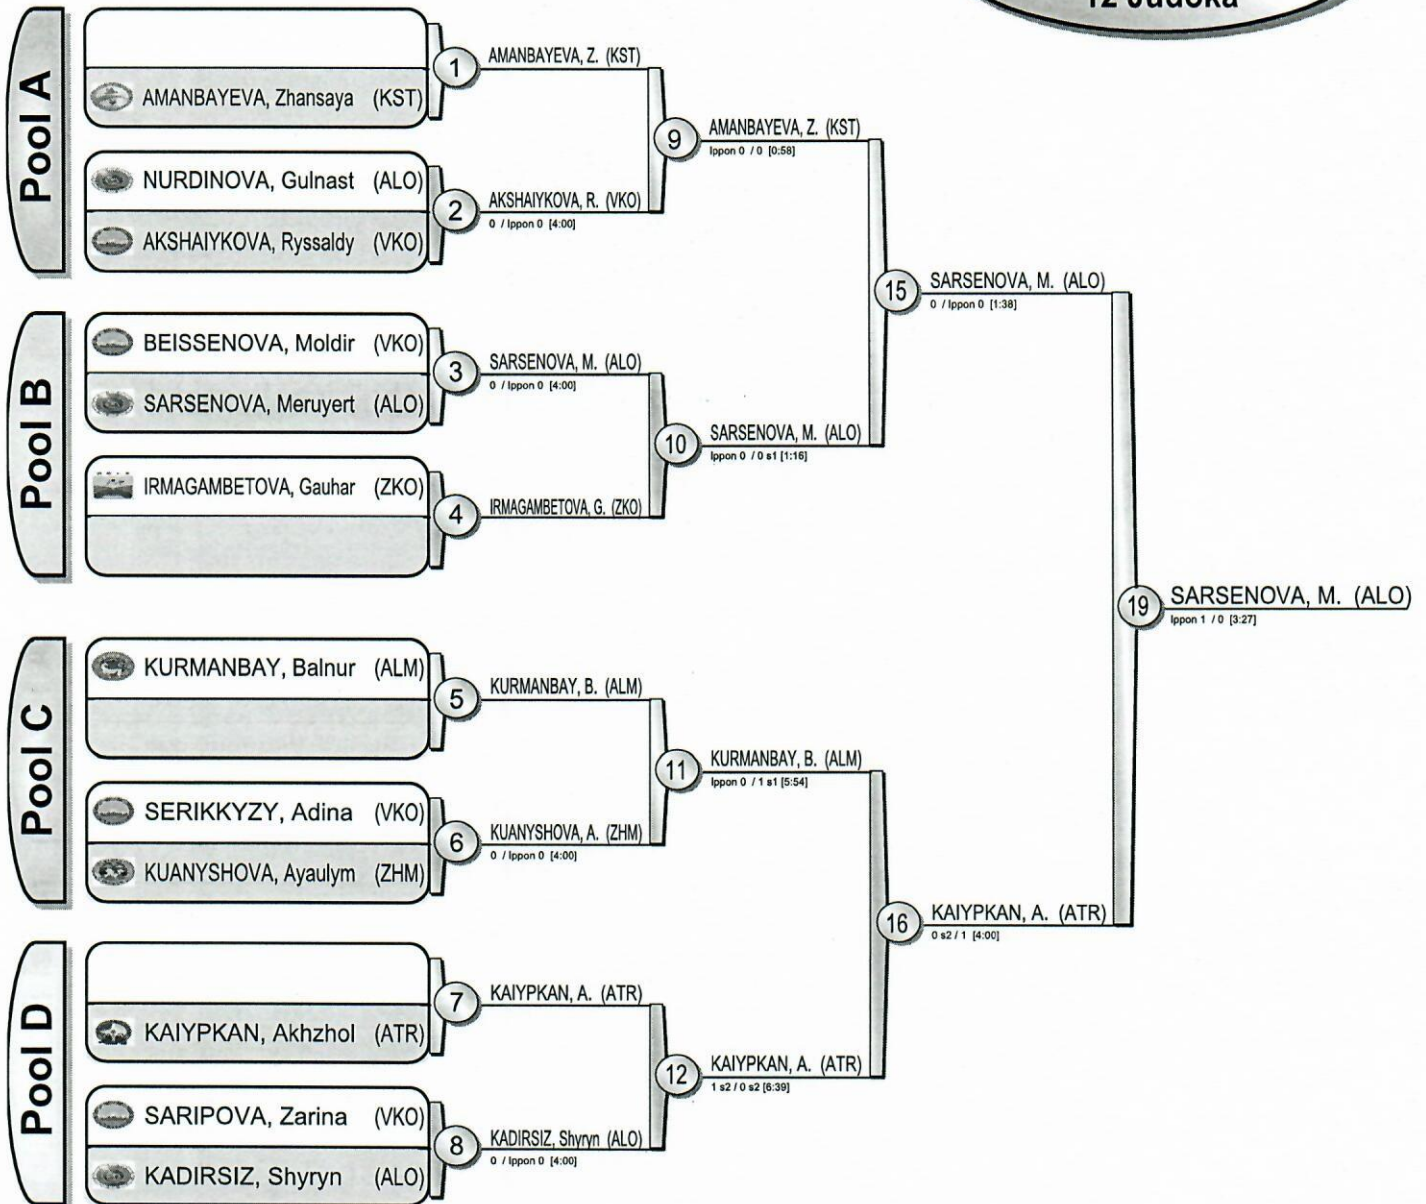 12 Judoka
Pool A
AMANBAYEVA, Zhansaya (KST)
1
AMANBAYEVA, Z. (KST)
NURDINOVA, Gulnast (ALO)
AKSHAIYKOVA, Ryssaldy (VKO)
2
AKSHAIYKOVA, R. (VKO)
0 / Ippon 0 [4:00]
9
AMANBAYEVA, Z. (KST)
Ippon 0 / 0 [0:58]
Pool B
BEISSENOVA, Moldir (VKO)
SARSENOVA, Meruyert (ALO)
3
SARSENOVA, M. (ALO)
0 / Ippon 0 [4:00]
IRMAGAMBETOVA, Gauhar (ZKO)
4
IRMAGAMBETOVA, G. (ZKO)
10
SARSENOVA, M. (ALO)
Ippon 0 / 0 s1 [1:16]
15
SARSENOVA, M. (ALO)
0 / Ippon 0 [1:38]
Pool C
KURMANBAY, Balnur (ALM)
5
KURMANBAY, B. (ALM)
SERIKKYZY, Adina (VKO)
KUANYSHOVA, Ayaulym (ZHM)
6
KUANYSHOVA, A. (ZHM)
0 / Ippon 0 [4:00]
11
KURMANBAY, B. (ALM)
Ippon 0 / 1 s1 [5:54]
Pool D
KAIYPKAN, Akhzhol (ATR)
7
KAIYPKAN, A. (ATR)
SARIPOVA, Zarina (VKO)
KADIRSIZ, Shyryn (ALO)
8
KADIRSIZ, Shyryn (ALO)
0 / Ippon 0 [4:00]
12
KAIYPKAN, A. (ATR)
1 s2 / 0 s2 [6:39]
16
KAIYPKAN, A. (ATR)
0 s2 / 1 [4:00]
19
SARSENOVA, M. (ALO)
Ippon 1 / 0 [3:27]